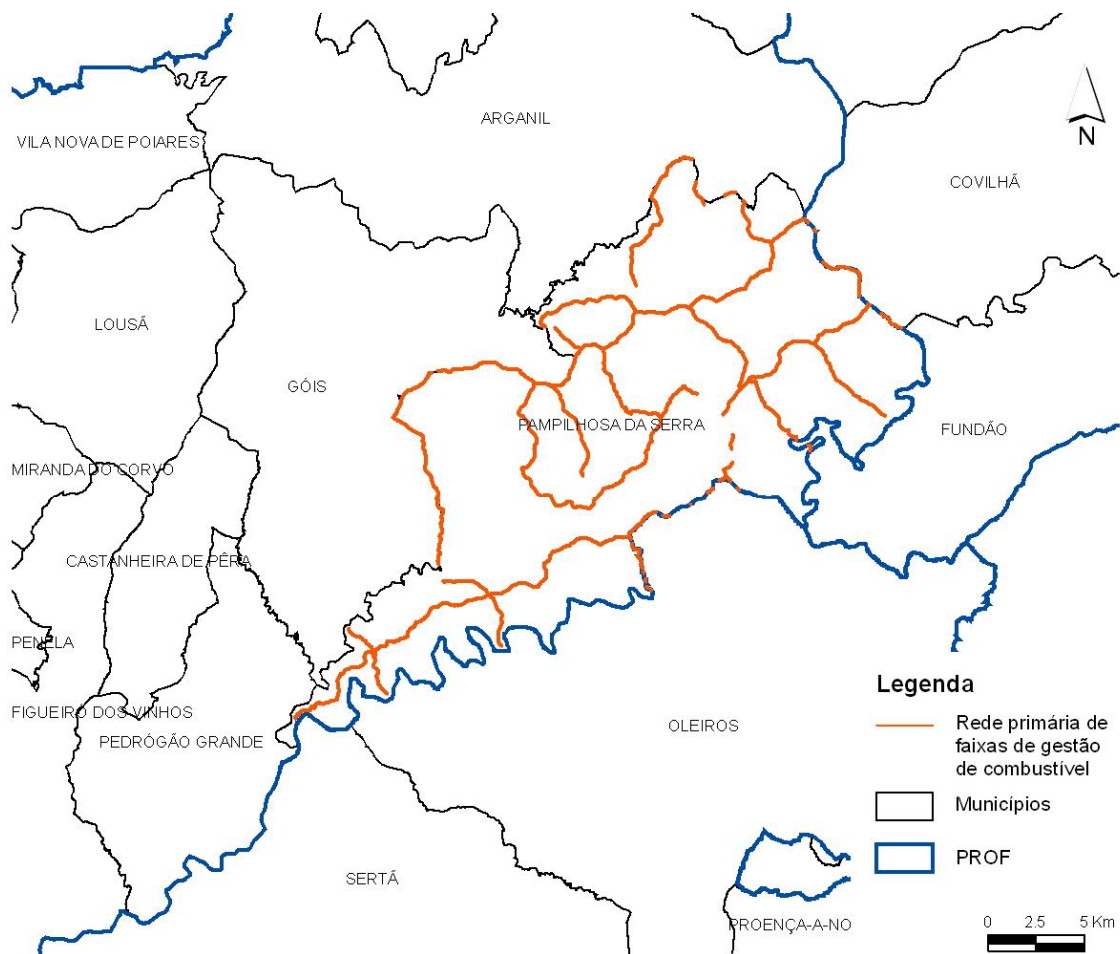 ARGANIL
VILA NOVA DE POIARES
N
COVILHÃ
LOUSÃ
GÓIS
PAMPILHOSA DA SERRA
FUNDÃO
MIRANDA DO CORVO
CASTANHEIRA DE PÊRA
PENELA
Legenda
FIGUEIRÓ DOS VINHOS
OLEIROS
Rede primária de
faixas de gestão
de combustível
PEDRÓGÃO GRANDE
Municípios
PROF
SERTÃ
PROENÇA-A-NO
0 2.5 5 Km